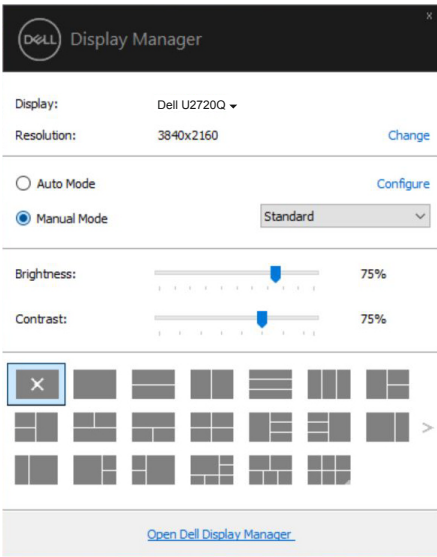 DELL Display Manager
x
Display: Dell U2720Q
Resolution: 3840x2160 Change
Auto Mode Configure
Manual Mode Standard
Brightness: 75%
Contrast: 75%
Open Dell Display Manager